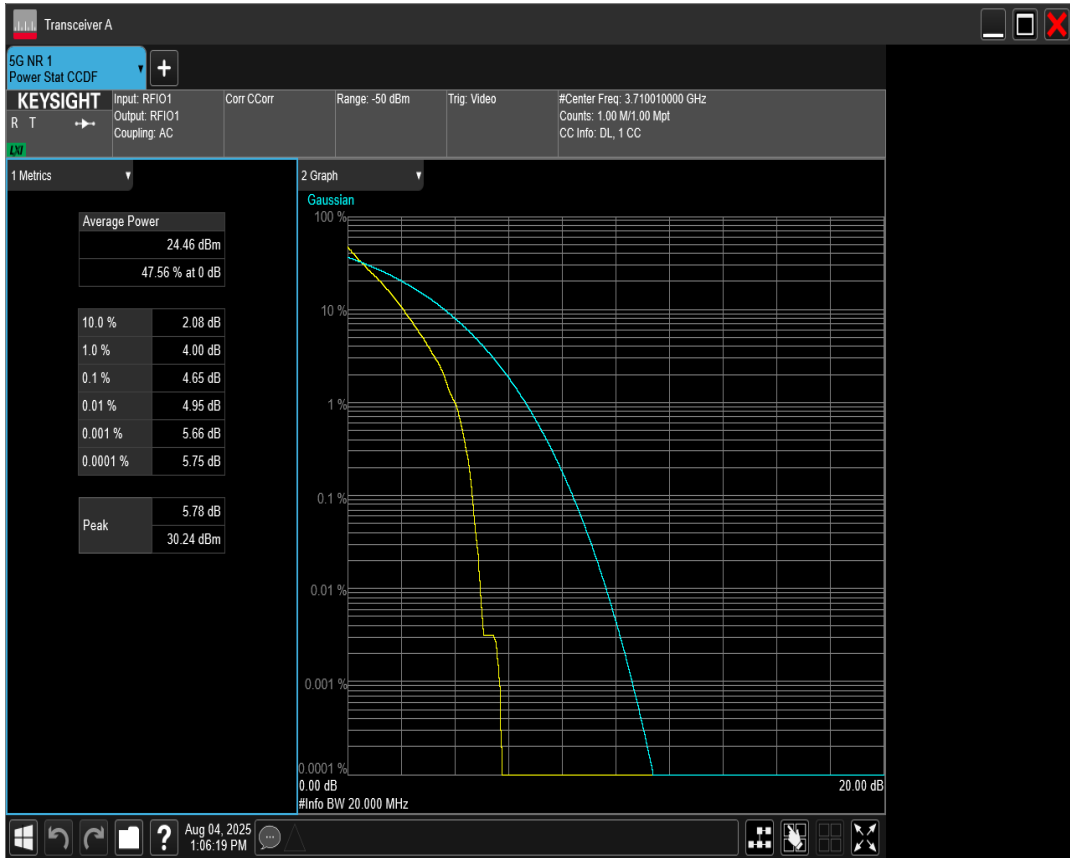 Transceiver A
5G NR 1
Power Stat CCDF
+
KEYSIGHT
R T
LXI
Input: RFIO1
Output: RFIO1
Coupling: AC
Corr CCorr
Range: -50 dBm
Trig: Video
#Center Freq: 3.710010000 GHz
Counts: 1.00 M/1.00 Mpt
CC Info: DL, 1 CC
1 Metrics
Average Power
24.46 dBm
47.56 % at 0 dB
10.0 % 2.08 dB
1.0 % 4.00 dB
0.1 % 4.65 dB
0.01 % 4.95 dB
0.001 % 5.66 dB
0.0001 % 5.75 dB
Peak
5.78 dB
30.24 dBm
2 Graph
Gaussian
100 %
10 %
1 %
0.1 %
0.01 %
0.001 %
0.0001 %
0.00 dB 20.00 dB
#Info BW 20.000 MHz
?
Aug 04, 2025
1:06:19 PM